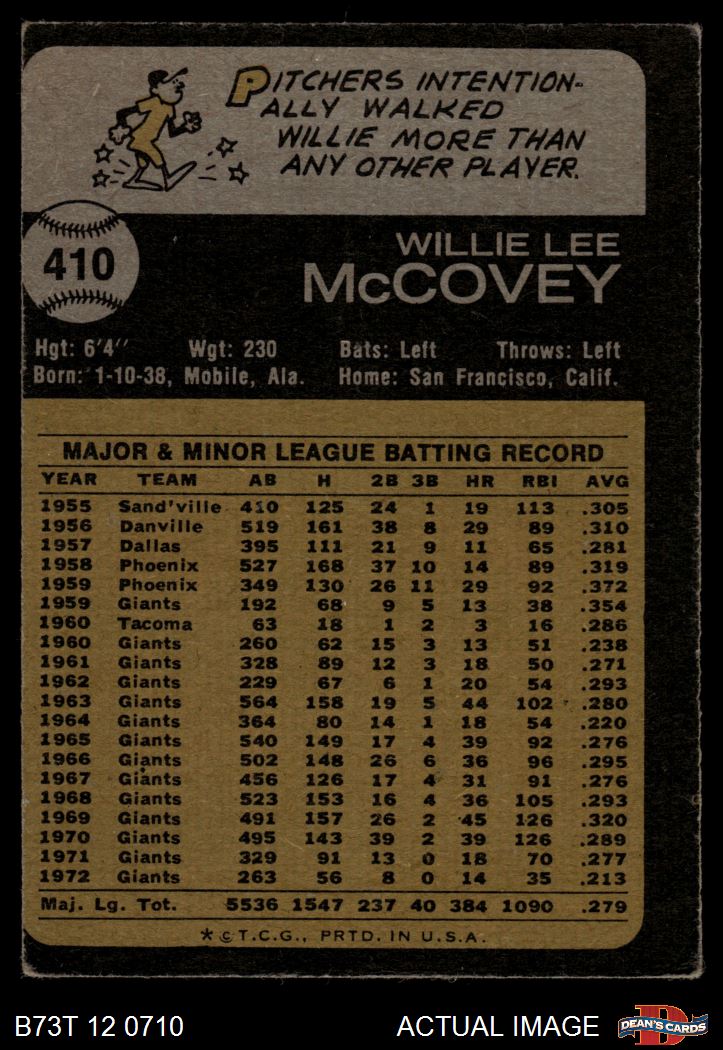 PITCHERS INTENTION-
ALLY WALKED
WILLIE MORE THAN
ANY OTHER PLAYER.
410
WILLIE LEE
McCOVEY
Hgt: 6'4" Wgt: 230 Bats: Left Throws: Left
Born: 1-10-38, Mobile, Ala. Home: San Francisco, Calif.
MAJOR & MINOR LEAGUE BATTING RECORD
YEAR TEAM AB H 2B 3B HR RBI AVG
1955 Sand'ville 410 125 24 1 19 113 .305
1956 Danville 519 161 38 8 29 89 .310
1957 Dallas 395 111 21 9 11 65 .281
1958 Phoenix 527 168 37 10 14 89 .319
1959 Phoenix 349 130 26 11 29 92 .372
1959 Giants 192 68 9 5 13 38 .354
1960 Tacoma 63 18 1 2 3 16 .286
1960 Giants 260 62 15 3 13 51 .238
1961 Giants 328 89 12 3 18 50 .271
1962 Giants 229 67 6 1 20 54 .293
1963 Giants 564 158 19 5 44 102 .280
1964 Giants 364 80 14 1 18 54 .220
1965 Giants 540 149 17 4 39 92 .276
1966 Giants 502 148 26 6 36 96 .295
1967 Giants 456 126 17 4 31 91 .276
1968 Giants 523 153 16 4 36 105 .293
1969 Giants 491 157 26 2 45 126 .320
1970 Giants 495 143 39 2 39 126 .289
1971 Giants 329 91 13 0 18 70 .277
1972 Giants 263 56 8 0 14 35 .213
Maj. Lg. Tot. 5536 1547 237 40 384 1090 .279
* © T.C.G., PRTD. IN U.S.A.
B73T 12 0710 ACTUAL IMAGE
D
DEAN'S CARDS